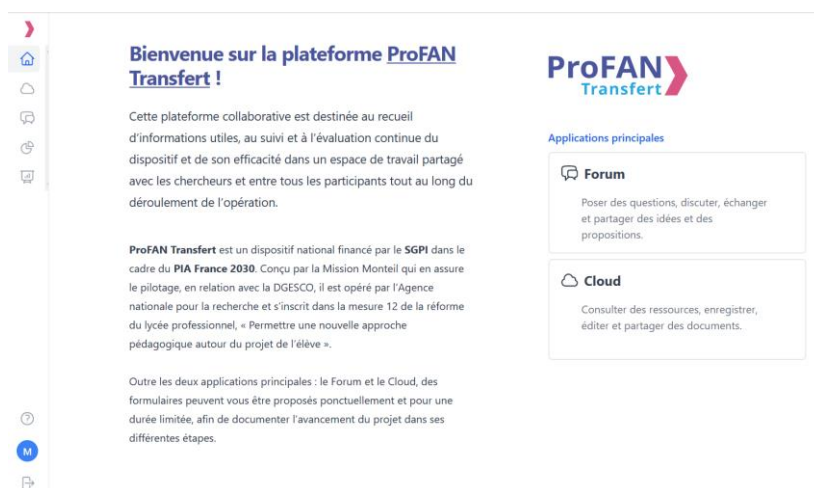 Bienvenue sur la plateforme ProFAN
Transfert !
Cette plateforme collaborative est destinée au recueil
d'informations utiles, au suivi et à l'évaluation continue du
dispositif et de son efficacité dans un espace de travail partagé
avec les chercheurs et entre tous les participants tout au long du
déroulement de l'opération.
ProFAN Transfert est un dispositif national financé par le SGPI dans le
cadre du PIA France 2030. Conçu par la Mission Monteil qui en assure
le pilotage, en relation avec la DGESCO, il est opéré par l'Agence
nationale pour la recherche et s'inscrit dans la mesure 12 de la réforme
du lycée professionnel, « Permettre une nouvelle approche
pédagogique autour du projet de l'élève ».
Outre les deux applications principales : le Forum et le Cloud, des
formulaires peuvent vous être proposés ponctuellement et pour une
durée limitée, afin de documenter l'avancement du projet dans ses
différentes étapes.
ProFAN
Transfert
Applications principales
Forum
Poser des questions, discuter, échanger
et partager des idées et des
propositions.
Cloud
Consulter des ressources, enregistrer,
éditer et partager des documents.
M